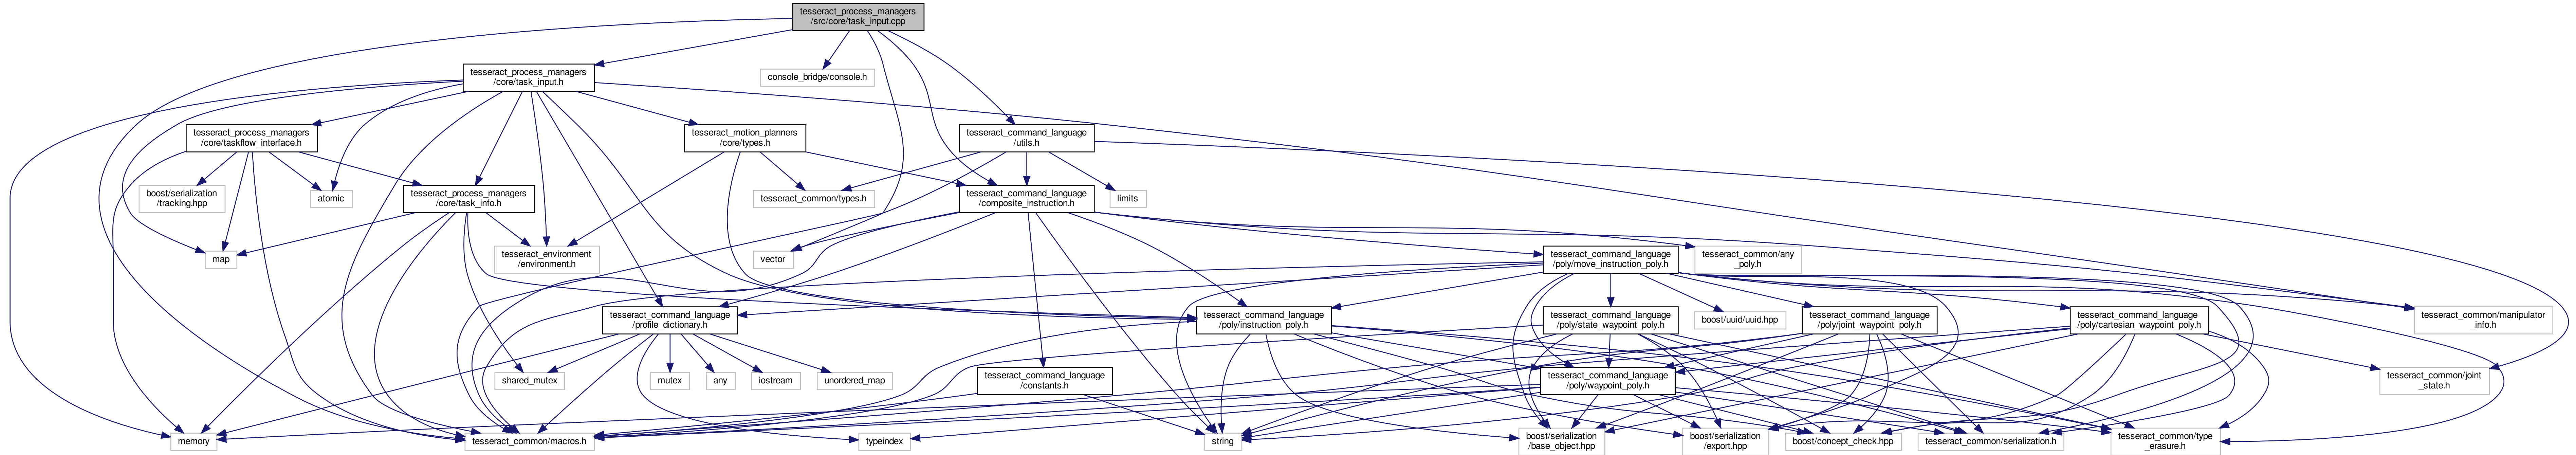 tesseract_process_managers
/src/core/task_input.cpp
tesseract_process_managers
/core/task_input.h
console_bridge/console.h
tesseract_process_managers
/core/taskflow_interface.h
tesseract_motion_planners
/core/types.h
tesseract_command_language
/utils.h
boost/serialization
/tracking.hpp
atomic
tesseract_process_managers
/core/task_info.h
tesseract_common/types.h
tesseract_command_language
/composite_instruction.h
limits
map
tesseract_environment
/environment.h
vector
tesseract_command_language
/poly/move_instruction_poly.h
tesseract_common/any
_poly.h
tesseract_command_language
/profile_dictionary.h
tesseract_command_language
/poly/instruction_poly.h
tesseract_command_language
/poly/state_waypoint_poly.h
boost/uuid/uuid.hpp
tesseract_command_language
/poly/joint_waypoint_poly.h
tesseract_command_language
/poly/cartesian_waypoint_poly.h
tesseract_common/manipulator
_info.h
shared_mutex
mutex
any
iostream
unordered_map
tesseract_command_language
/constants.h
tesseract_command_language
/poly/waypoint_poly.h
tesseract_common/joint
_state.h
memory
tesseract_common/macros.h
typeindex
string
boost/serialization
/base_object.hpp
boost/serialization
/export.hpp
boost/concept_check.hpp
tesseract_common/serialization.h
tesseract_common/type
_erasure.h